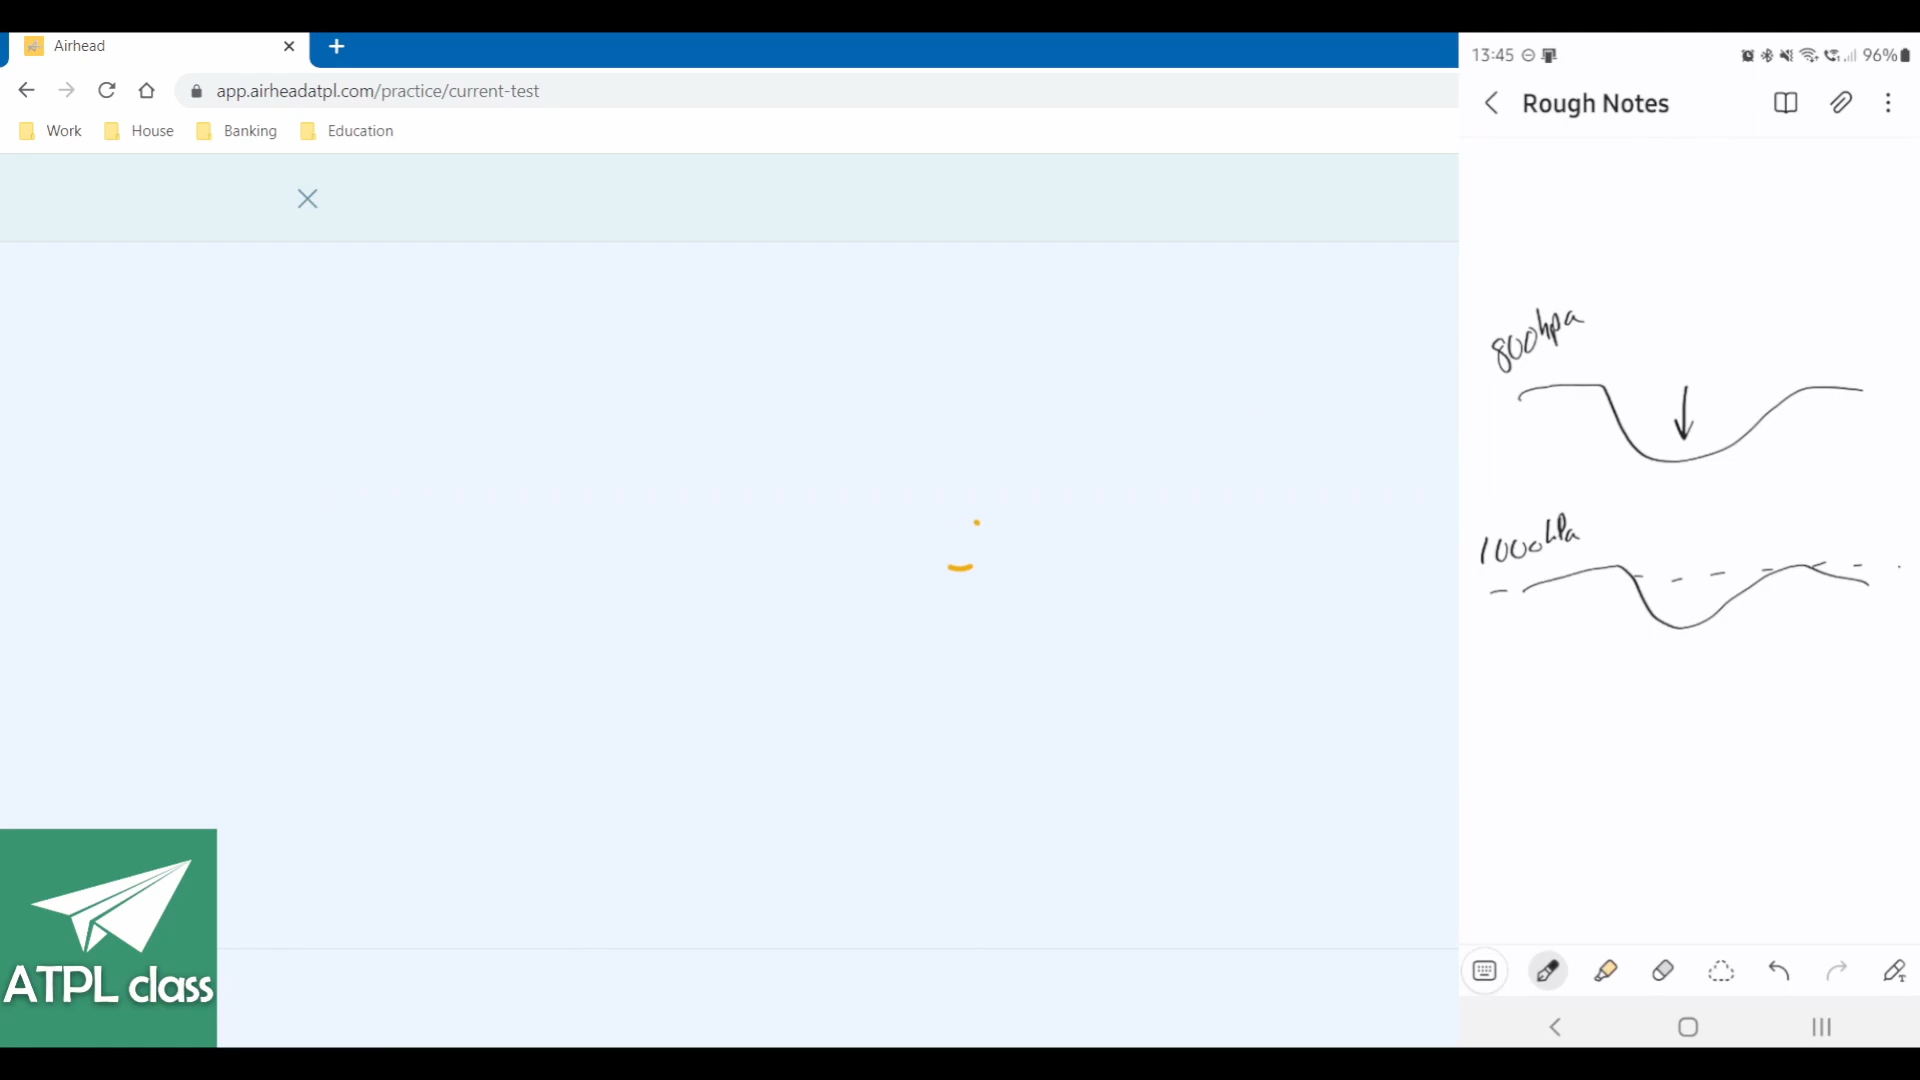 Airhead
app.airheadatpl.com/practice/current-test
Work House Banking Education
ATPL class
13:45 96%
Rough Notes
800hpa
1000hPa